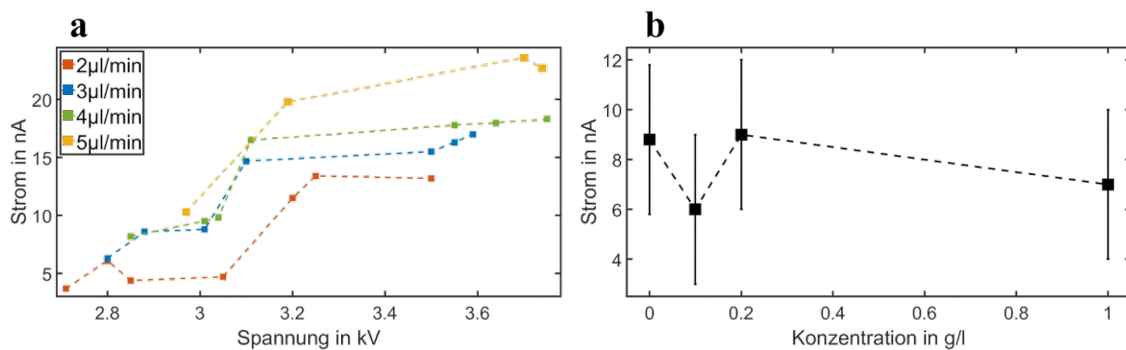 a
2µl/min
3µl/min
4µl/min
5µl/min
Strom in nA
20
15
10
5
2.8
3
3.2
3.4
3.6
Spannung in kV
b
Strom in nA
12
10
8
6
4
0
0.2
0.4
0.6
0.8
1
Konzentration in g/l